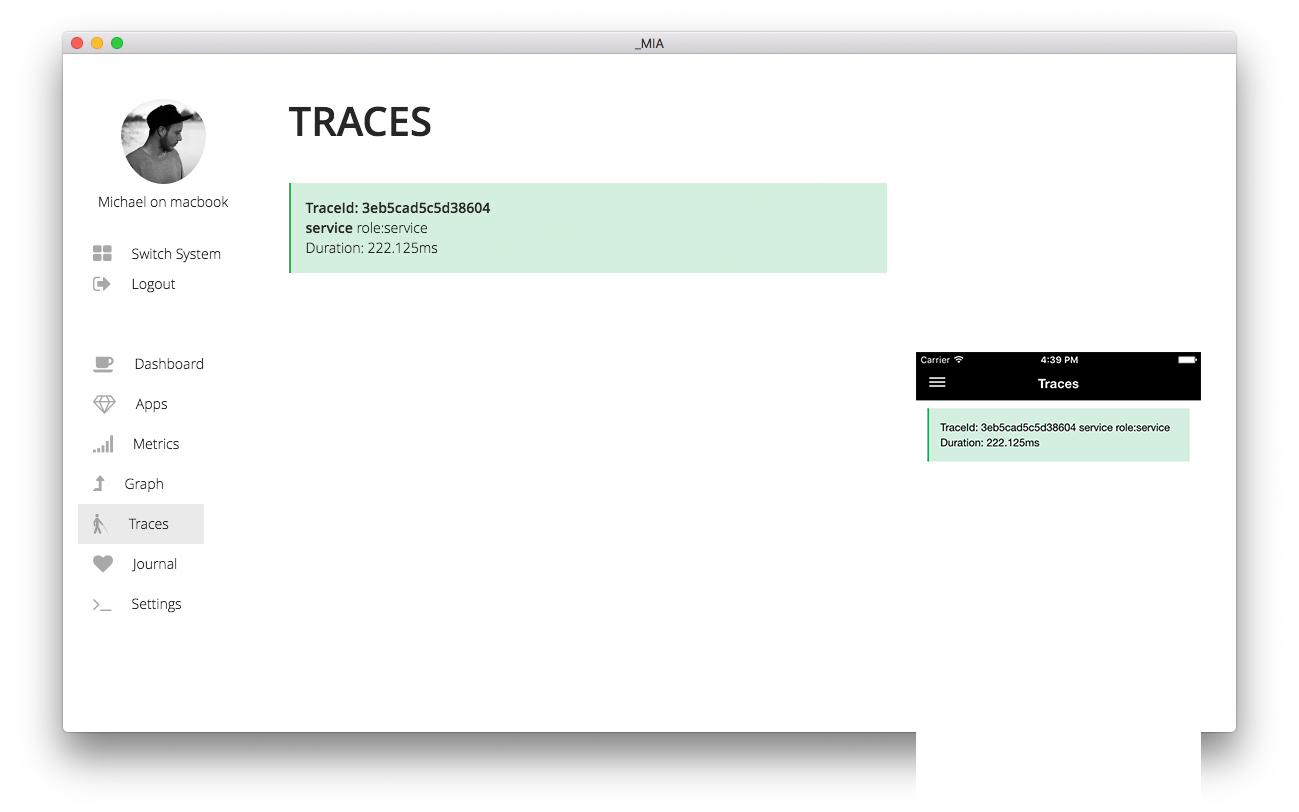 _MIA
Michael on macbook
Switch System
Logout
Dashboard
Apps
Metrics
Graph
Traces
Journal
Settings
TRACES
TraceId: 3eb5cad5c5d38604
service role:service
Duration: 222.125ms
Carrier 4:39 PM
Traces
TraceId: 3eb5cad5c5d38604 service role:service
Duration: 222.125ms